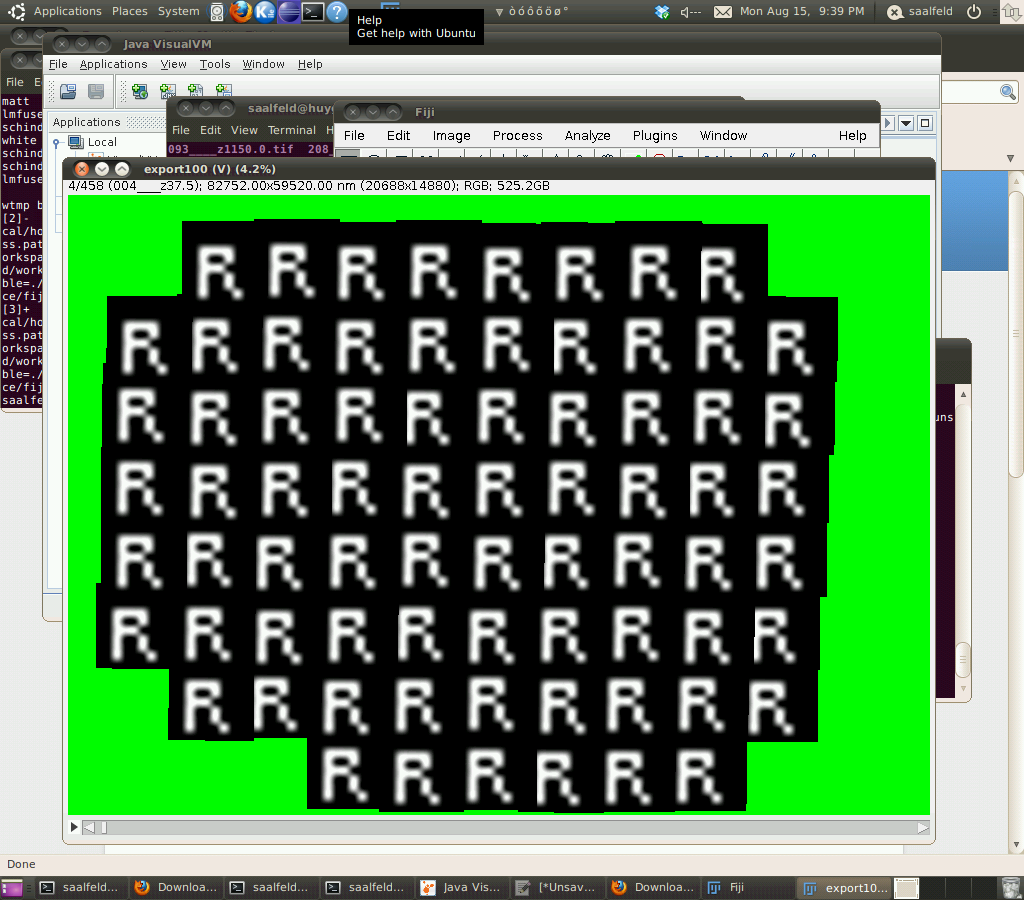 Applications Places System ▿ òóôõöø° Mon Aug 15, 9:39 PM saalfeld
Help
Get help with Ubuntu
Java VisualVM
File Applications View Tools Window Help
Applications
Local
saalfeld@huy
File Edit View Terminal H
093____z1150.0.tif 208_
Fiji
File Edit Image Process Analyze Plugins Window Help
File E
matt
lmfuse
schind
white
schind
schind
lmfuse
wtmp b
[2]-
cal/ho
ss.pat
orkspa
d/work
ble=./
ce/fij
[3]+
cal/ho
ss.pat
orkspa
d/work
ble=./
ce/fij
saalfe
uns
export100 (V) (4.2%)
4/458 (004____z37.5); 82752.00x59520.00 nm (20688x14880); RGB; 525.2GB
R R R R R R R R
R R R R R R R R R R
R R R R R R R R R R
R R R R R R R R R R
R R R R R R R R R R
R R R R R R R R R R
R R R R R R R R R
R R R R R R
Done
saalfeld... Downloa... saalfeld... saalfeld... Java Vis... [*Unsav... Downloa... Fiji export10...